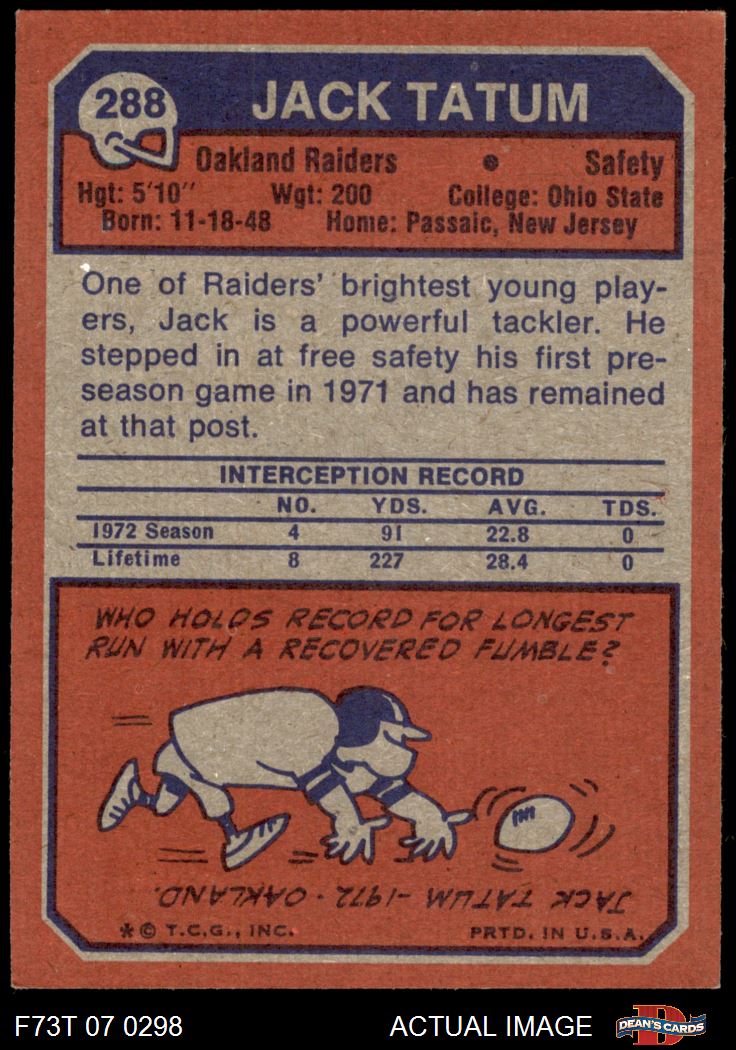 288
JACK TATUM
Oakland Raiders • Safety
Hgt: 5'10" Wgt: 200 College: Ohio State
Born: 11-18-48 Home: Passaic, New Jersey
One of Raiders' brightest young play-
ers, Jack is a powerful tackler. He
stepped in at free safety his first pre-
season game in 1971 and has remained
at that post.
INTERCEPTION RECORD
NO. YDS. AVG. TDS.
1972 Season 4 91 22.8 0
Lifetime 8 227 28.4 0
WHO HOLDS RECORD FOR LONGEST
RUN WITH A RECOVERED FUMBLE?
JACK TATUM-1972-OAKLAND.
* © T.C.G., INC. PRTD. IN U.S.A.
F73T 07 0298 ACTUAL IMAGE D DEAN'S CARDS